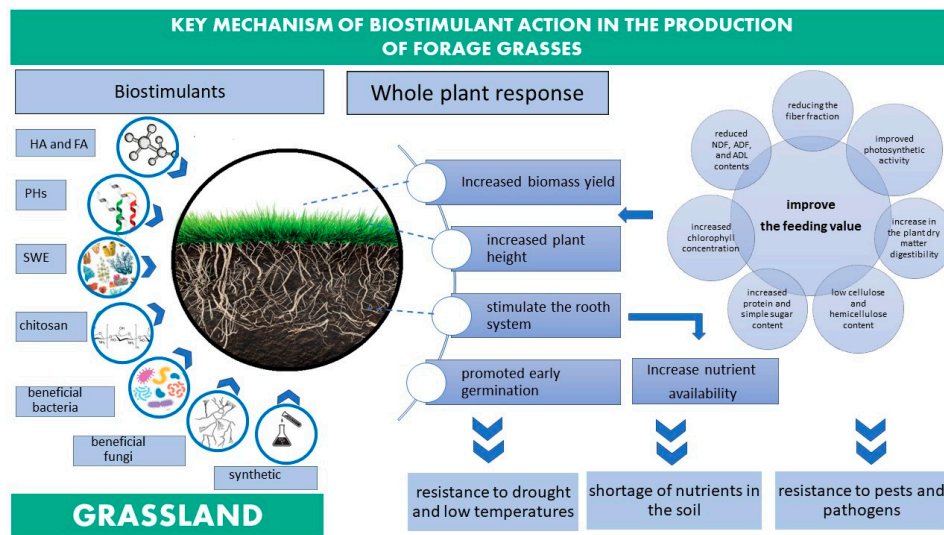 KEY MECHANISM OF BIOSTIMULANT ACTION IN THE PRODUCTION
OF FORAGE GRASSES
Biostimulants
HA and FA
PHs
SWE
chitosan
beneficial
bacteria
beneficial
fungi
synthetic
GRASSLAND
Whole plant response
Increased biomass yield
increased plant
height
stimulate the rooth
system
promoted early
germination
Increase nutrient
availability
resistance to drought
and low temperatures
shortage of nutrients in
the soil
resistance to pests and
pathogens
improve
the feeding value
reducing the
fiber fraction
improved
photosynthetic
activity
increase in
the plant dry
matter
digestibility
low cellulose
and
hemicellulose
content
increased
protein and
simple sugar
content
increased
chlorophyll
concentration
reduced
NDF, ADF,
and ADL
contents